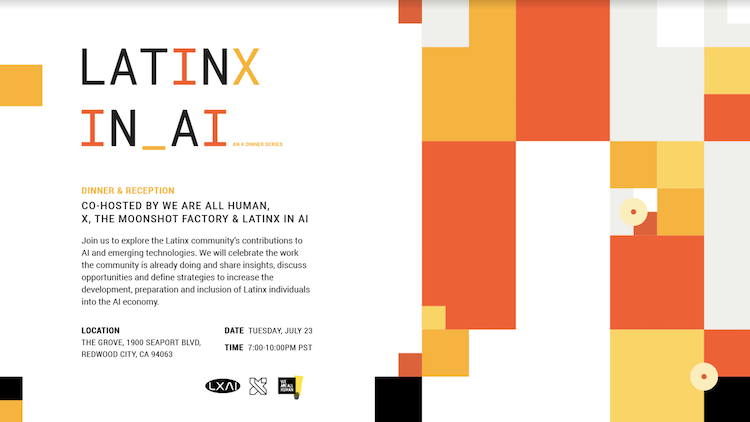 LATINX
IN_AI AN X DINNER SERIES
DINNER & RECEPTION
CO-HOSTED BY WE ARE ALL HUMAN,
X, THE MOONSHOT FACTORY & LATINX IN AI
Join us to explore the Latinx community's contributions to
AI and emerging technologies. We will celebrate the work
the community is already doing and share insights, discuss
opportunities and define strategies to increase the
development, preparation and inclusion of Latinx individuals
into the AI economy.
LOCATION
THE GROVE, 1900 SEAPORT BLVD,
REDWOOD CITY, CA 94063
DATE TUESDAY, JULY 23
TIME 7:00-10:00PM PST
LXAI
WE
ARE ALL
HUMAN